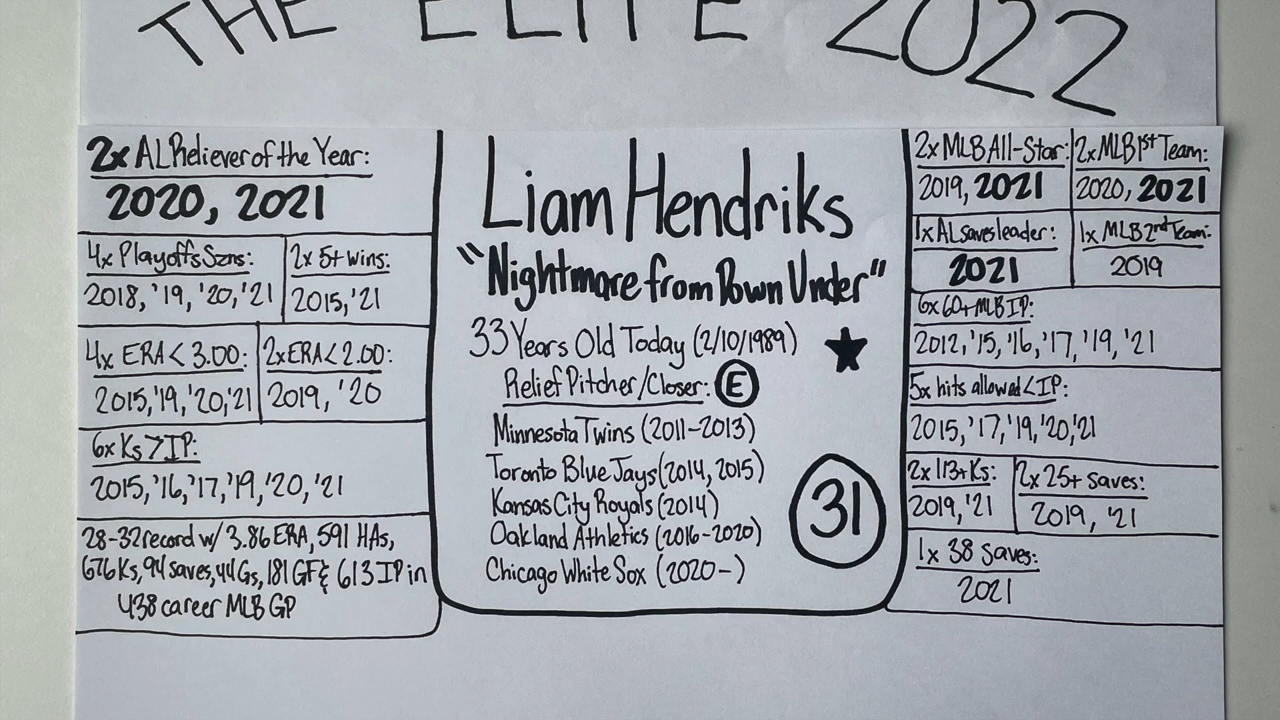 THE ELITE 2022
2x AL Reliever of the Year:
2020, 2021
4x Playoffs Szns:
2018, '19, '20, '21
2x 5+ wins:
2015, '21
4x ERA < 3.00:
2015, '19, '20, '21
2x ERA < 2.00:
2019, '20
6x Ks > IP:
2015, '16, '17, '19, '20, '21
28-32 record w/ 3.86 ERA, 591 HAs,
676 Ks, 94 saves, 44 Gs, 181 GF & 613 IP in
438 career MLB GP
Liam Hendriks
"Nightmare from Down Under"
33 Years Old Today (2/10/1989)
Relief Pitcher/Closer: E
Minnesota Twins (2011-2013)
Toronto Blue Jays (2014, 2015)
Kansas City Royals (2014)
Oakland Athletics (2016-2020)
Chicago White Sox (2020-)
31
2x MLB All-Star:
2019, 2021
2x MLB 1st Team:
2020, 2021
1x AL saves leader:
2021
1x MLB 2nd Team:
2019
6x 60+ MLB IP:
2012, '15, '16, '17, '19, '21
5x hits allowed < IP:
2015, '17, '19, '20, '21
2x 113+ Ks:
2019, '21
2x 25+ saves:
2019, '21
1x 38 saves:
2021